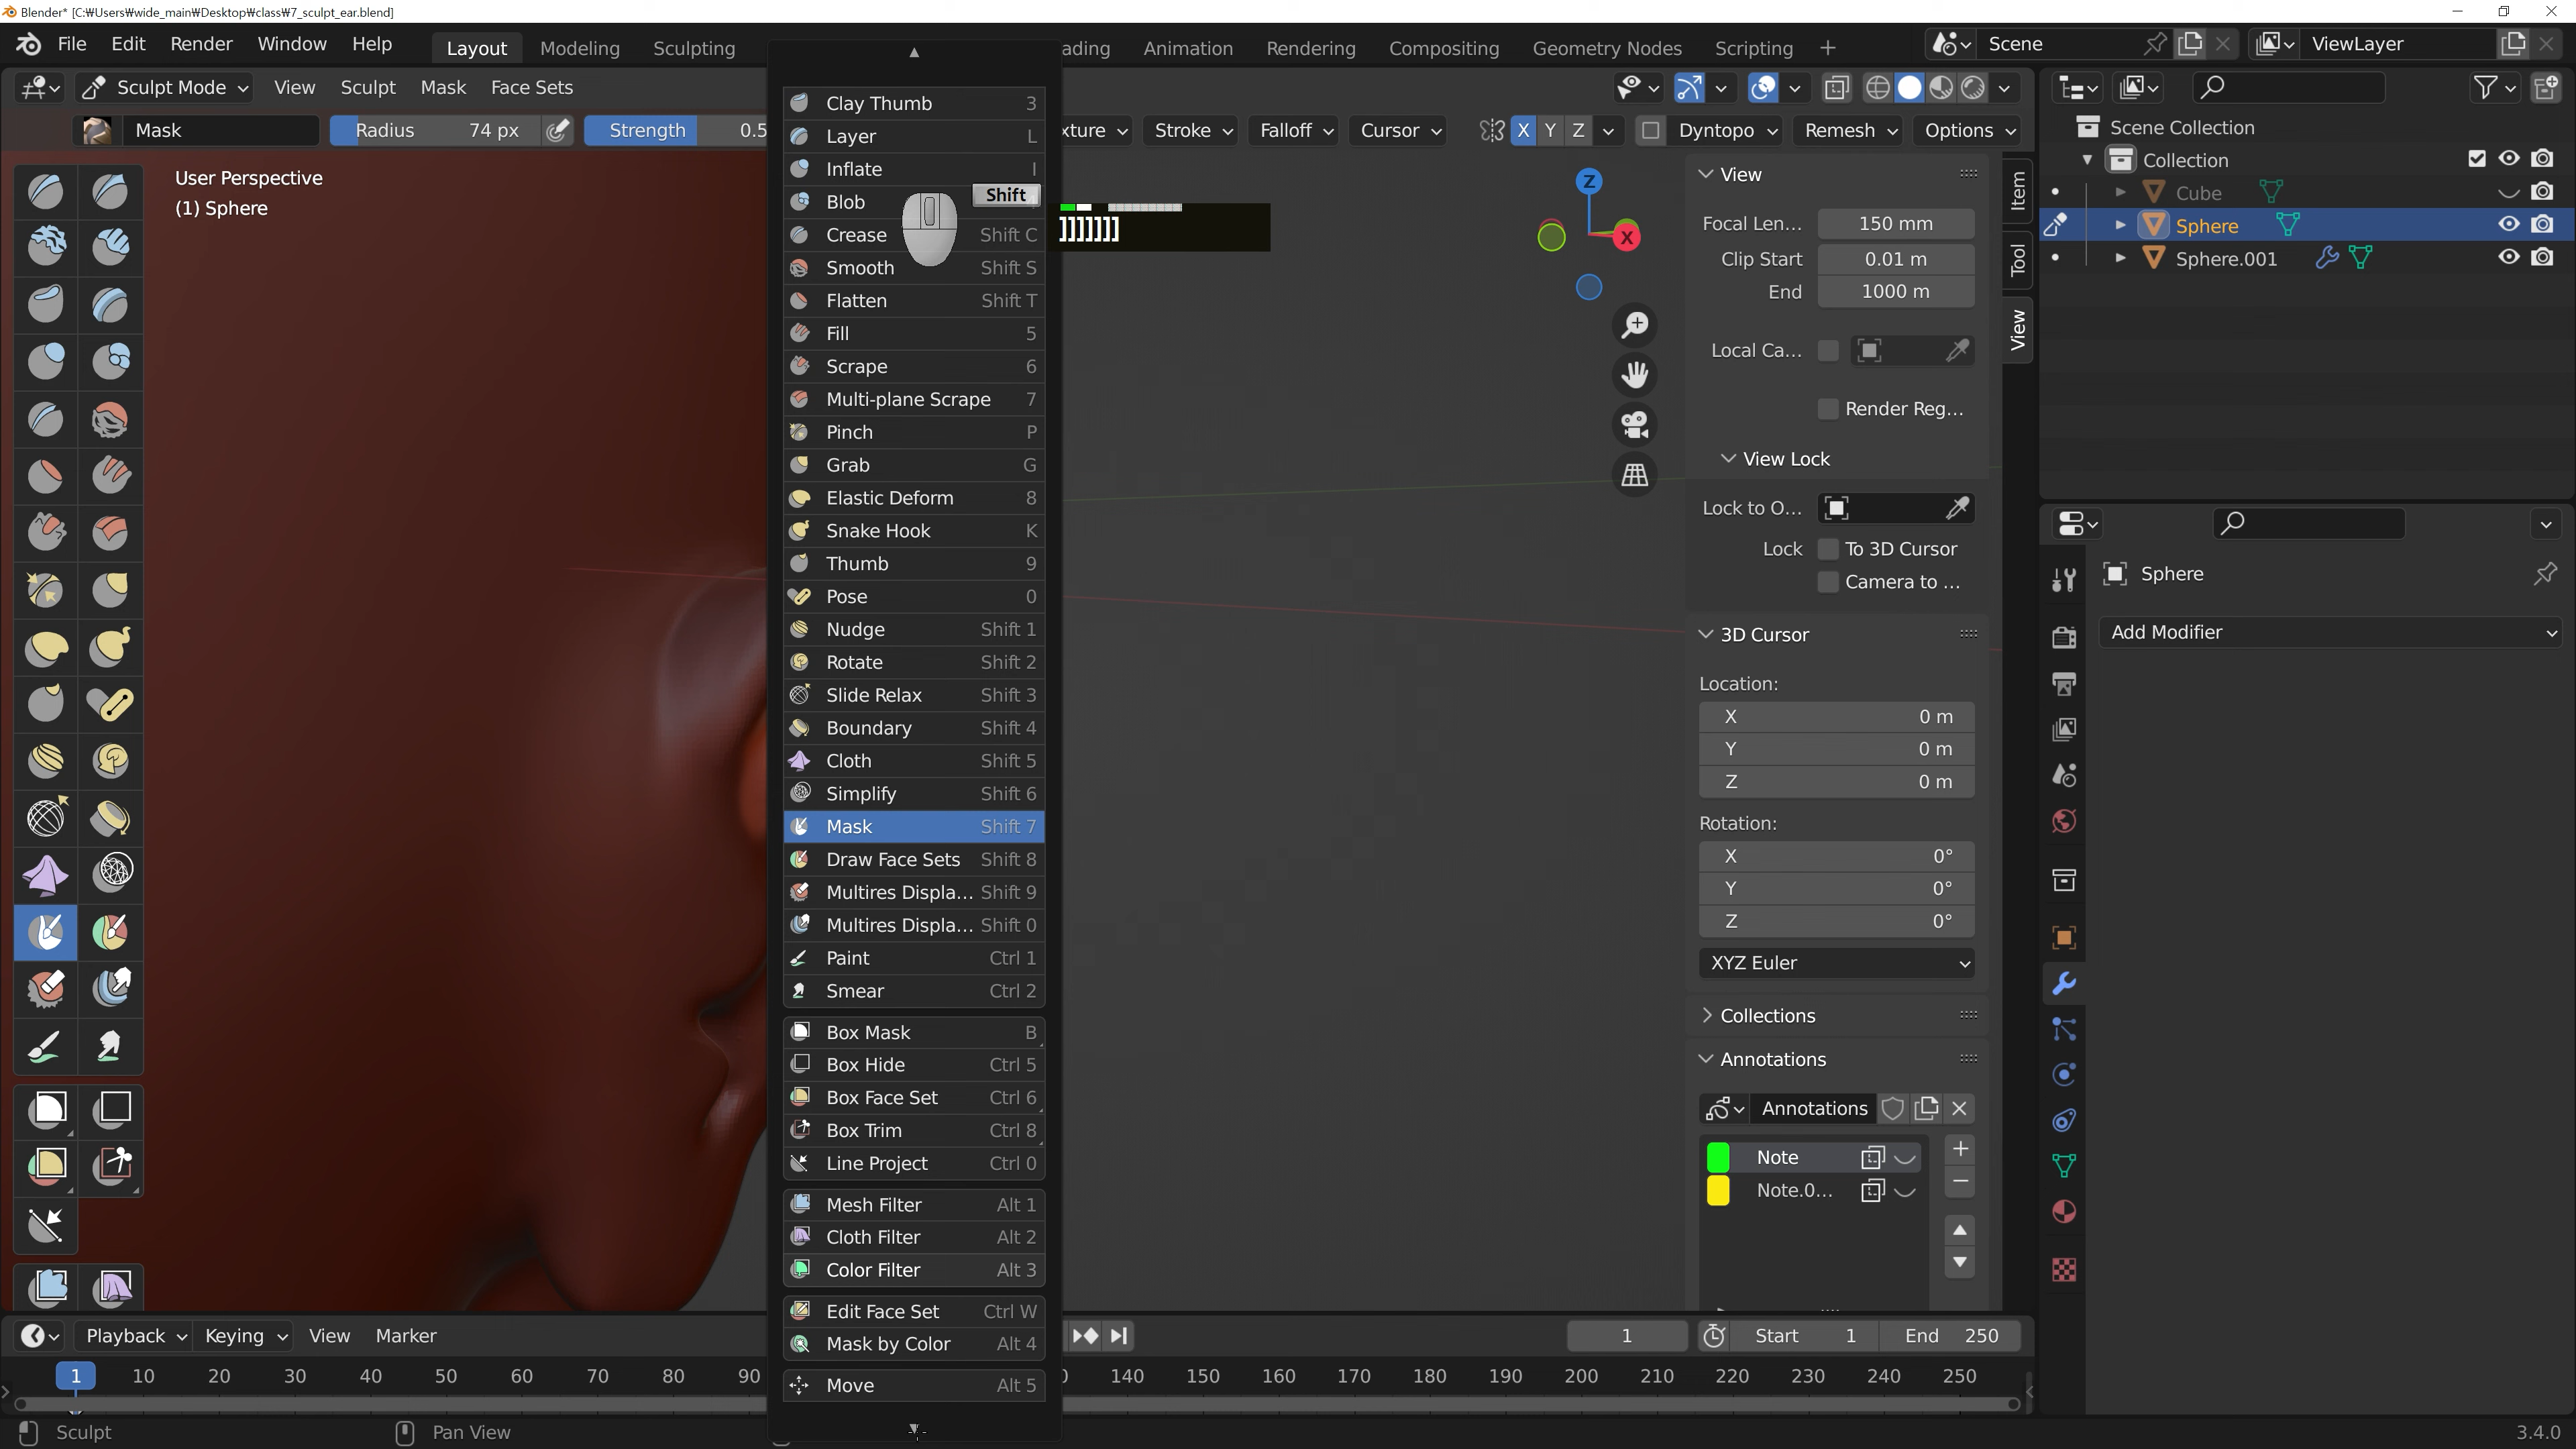 Blender* [C:₩Users₩wide_main₩Desktop₩class₩7_sculpt_ear.blend]
File Edit Render Window Help Layout Modeling Sculpting ading Animation Rendering Compositing Geometry Nodes Scripting + Scene ViewLayer
Sculpt Mode View Sculpt Mask Face Sets
Mask Radius 74 px Strength 0.5 xture Stroke Falloff Cursor X Y Z Dyntopo Remesh Options
User Perspective
(1) Sphere
Clay Thumb 3
Layer L
Inflate I
Blob
Shift
Crease Shift C
Smooth Shift S
Flatten Shift T
Fill 5
Scrape 6
Multi-plane Scrape 7
Pinch P
Grab G
Elastic Deform 8
Snake Hook K
Thumb 9
Pose 0
Nudge Shift 1
Rotate Shift 2
Slide Relax Shift 3
Boundary Shift 4
Cloth Shift 5
Simplify Shift 6
Mask Shift 7
Draw Face Sets Shift 8
Multires Displa... Shift 9
Multires Displa... Shift 0
Paint Ctrl 1
Smear Ctrl 2
Box Mask B
Box Hide Ctrl 5
Box Face Set Ctrl 6
Box Trim Ctrl 8
Line Project Ctrl 0
Mesh Filter Alt 1
Cloth Filter Alt 2
Color Filter Alt 3
Edit Face Set Ctrl W
Mask by Color Alt 4
Move Alt 5
]]]]]]]
Z
X
View
Focal Len... 150 mm
Clip Start 0.01 m
End 1000 m
Local Ca...
Render Reg...
View Lock
Lock to O...
Lock To 3D Cursor
Camera to ...
3D Cursor
Location:
X 0 m
Y 0 m
Z 0 m
Rotation:
X 0°
Y 0°
Z 0°
XYZ Euler
Collections
Annotations
Annotations
Note
Note.0...
Item
Tool
View
Scene Collection
Collection
Cube
Sphere
Sphere.001
Sphere
Add Modifier
Playback Keying View Marker 1 Start 1 End 250
1 10 20 30 40 50 60 70 80 90 140 150 160 170 180 190 200 210 220 230 240 250
Sculpt Pan View 3.4.0